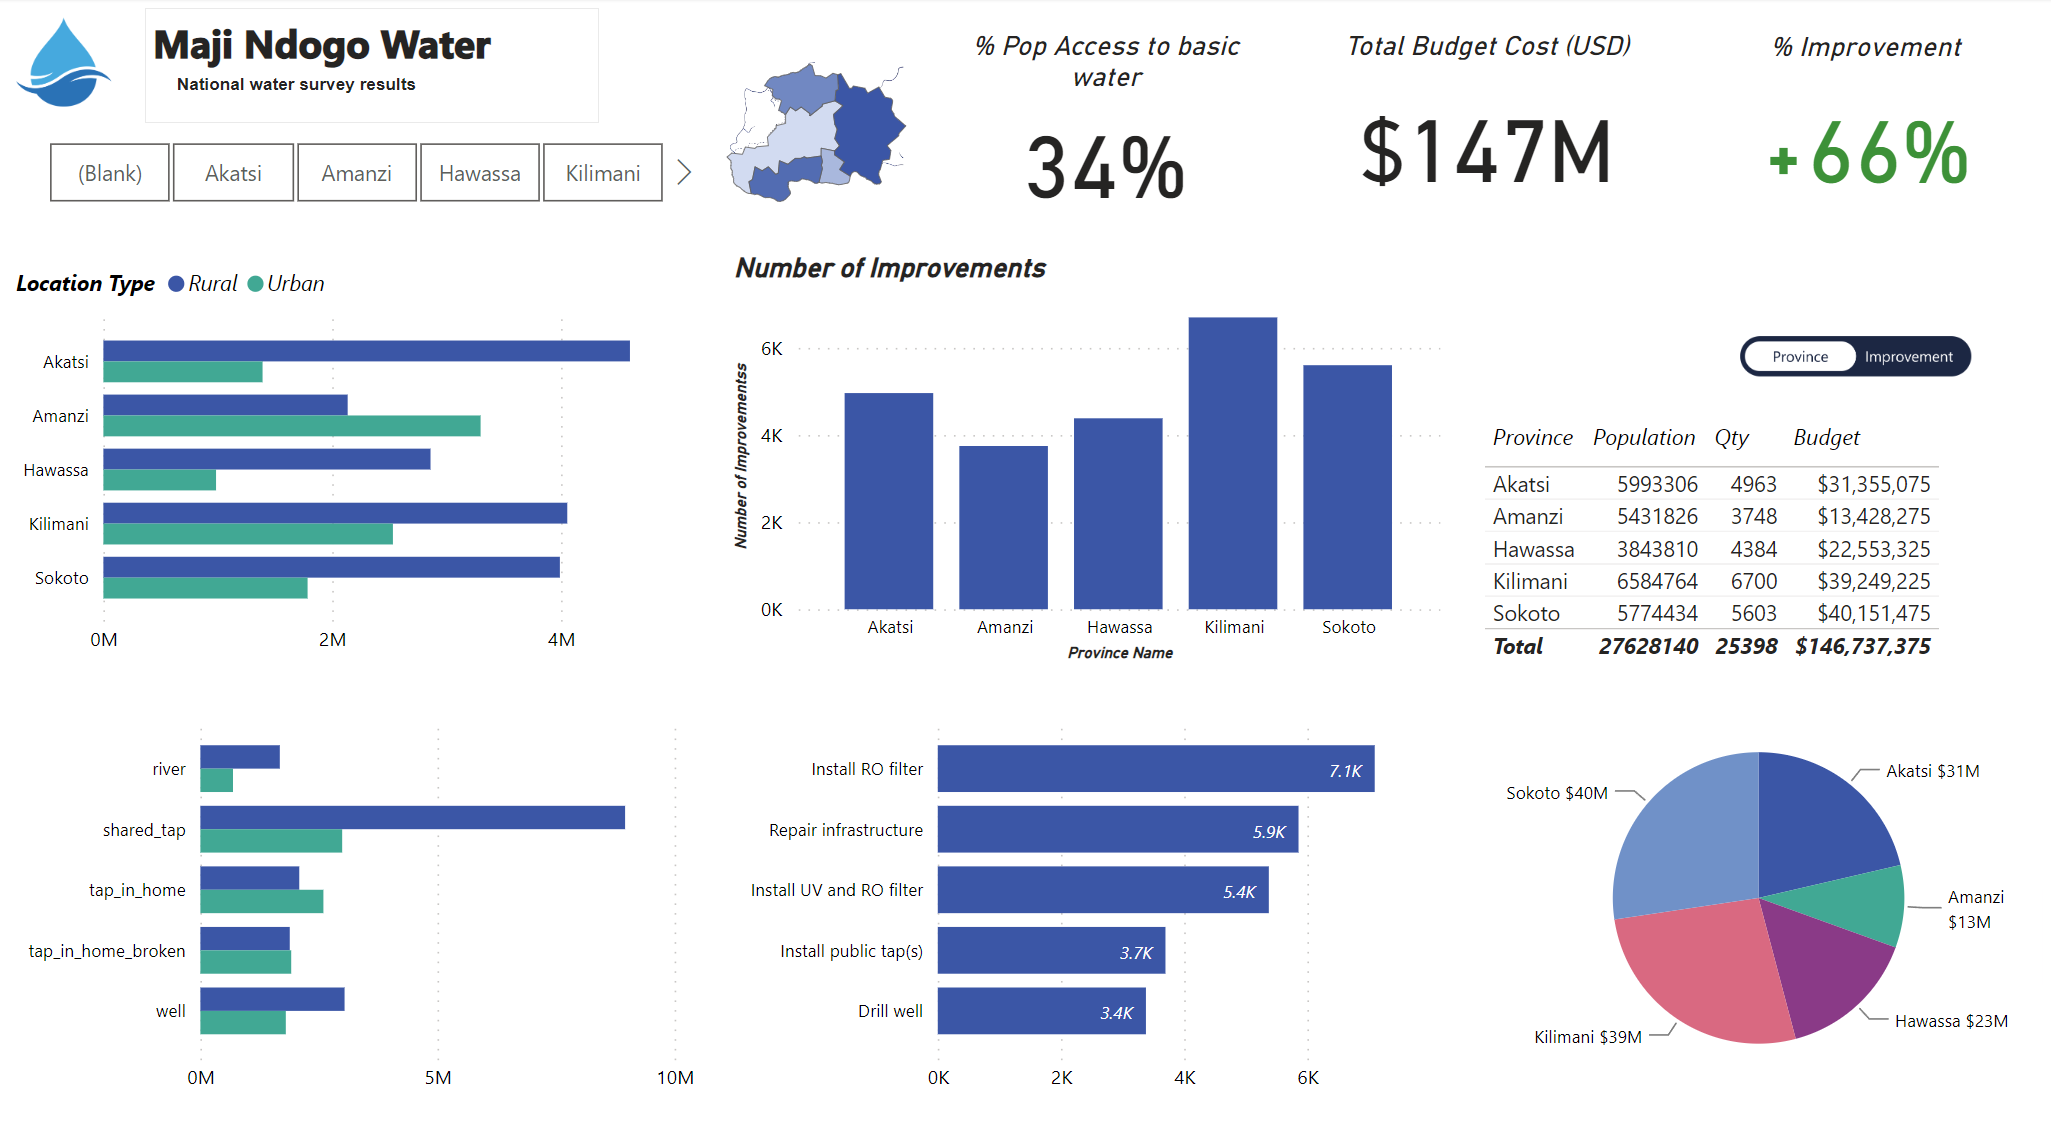 Maji Ndogo Water
National water survey results
(Blank)
Akatsi
Amanzi
Hawassa
Kilimani
% Pop Access to basic
water
34%
Total Budget Cost (USD)
$147M
% Improvement
+66%
Location Type Rural Urban
Akatsi
Amanzi
Hawassa
Kilimani
Sokoto
0M 2M 4M
Number of Improvements
Number of Improvementss
6K
4K
2K
0K
Akatsi Amanzi Hawassa Kilimani Sokoto
Province Name
Province Improvement
Province Population Qty Budget
Akatsi 5993306 4963 $31,355,075
Amanzi 5431826 3748 $13,428,275
Hawassa 3843810 4384 $22,553,325
Kilimani 6584764 6700 $39,249,225
Sokoto 5774434 5603 $40,151,475
Total 27628140 25398 $146,737,375
river
shared_tap
tap_in_home
tap_in_home_broken
well
0M 5M 10M
Install RO filter 7.1K
Repair infrastructure 5.9K
Install UV and RO filter 5.4K
Install public tap(s) 3.7K
Drill well 3.4K
0K 2K 4K 6K
Akatsi $31M
Sokoto $40M
Amanzi
$13M
Hawassa $23M
Kilimani $39M